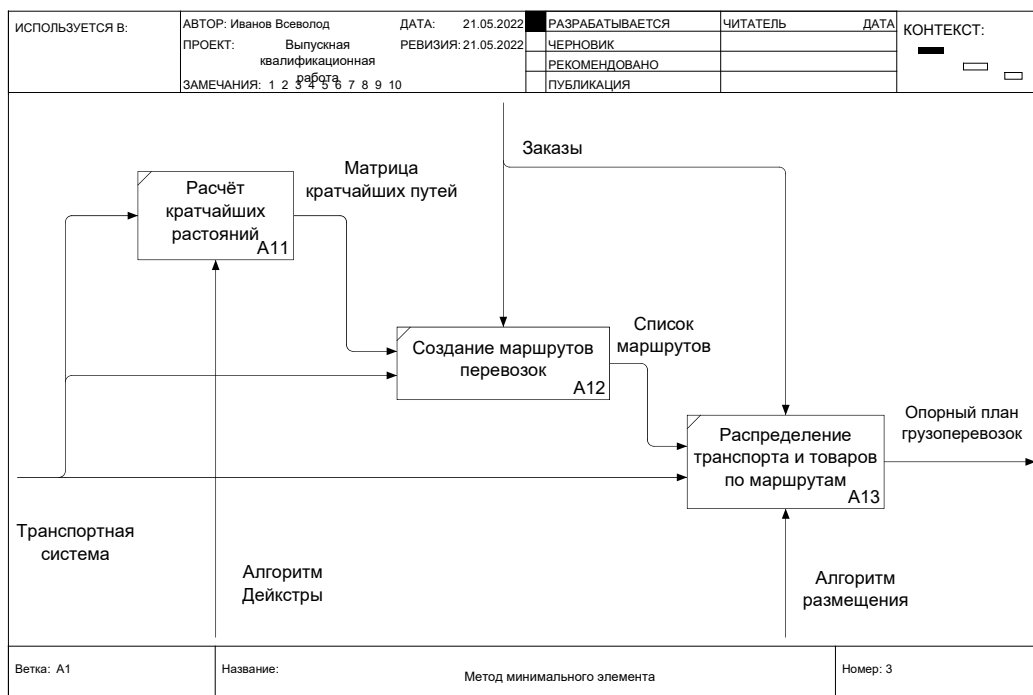 ИСПОЛЬЗУЕТСЯ В:
АВТОР: Иванов Всеволод
ДАТА: 21.05.2022
ПРОЕКТ: Выпускная
квалификационная
работа
РЕВИЗИЯ: 21.05.2022
ЗАМЕЧАНИЯ: 1 2 3 4 5 6 7 8 9 10
РАЗРАБАТЫВАЕТСЯ
ЧЕРНОВИК
РЕКОМЕНДОВАНО
ПУБЛИКАЦИЯ
ЧИТАТЕЛЬ ДАТА
КОНТЕКСТ:
Заказы
Матрица
кратчайших путей
Расчёт
кратчайших
растояний
A11
Создание маршрутов
перевозок
A12
Список
маршрутов
Распределение
транспорта и товаров
по маршрутам
A13
Опорный план
грузоперевозок
Транспортная
система
Алгоритм
Дейкстры
Алгоритм
размещения
Ветка: A1
Название:
Метод минимального элемента
Номер: 3